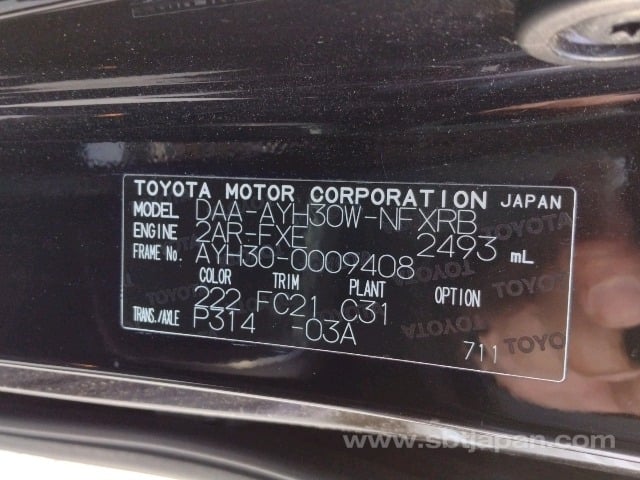 TOYOTA MOTOR CORPORATION JAPAN
MODEL DAA-AYH30W-NFXRB
ENGINE 2AR-FXE 2493 mL
FRAME No. AYH30-0009408
COLOR TRIM PLANT OPTION
222 FC21 C31
TRANS./AXLE P314 -03A
711
TOYOTA
www.sbtjapan.com